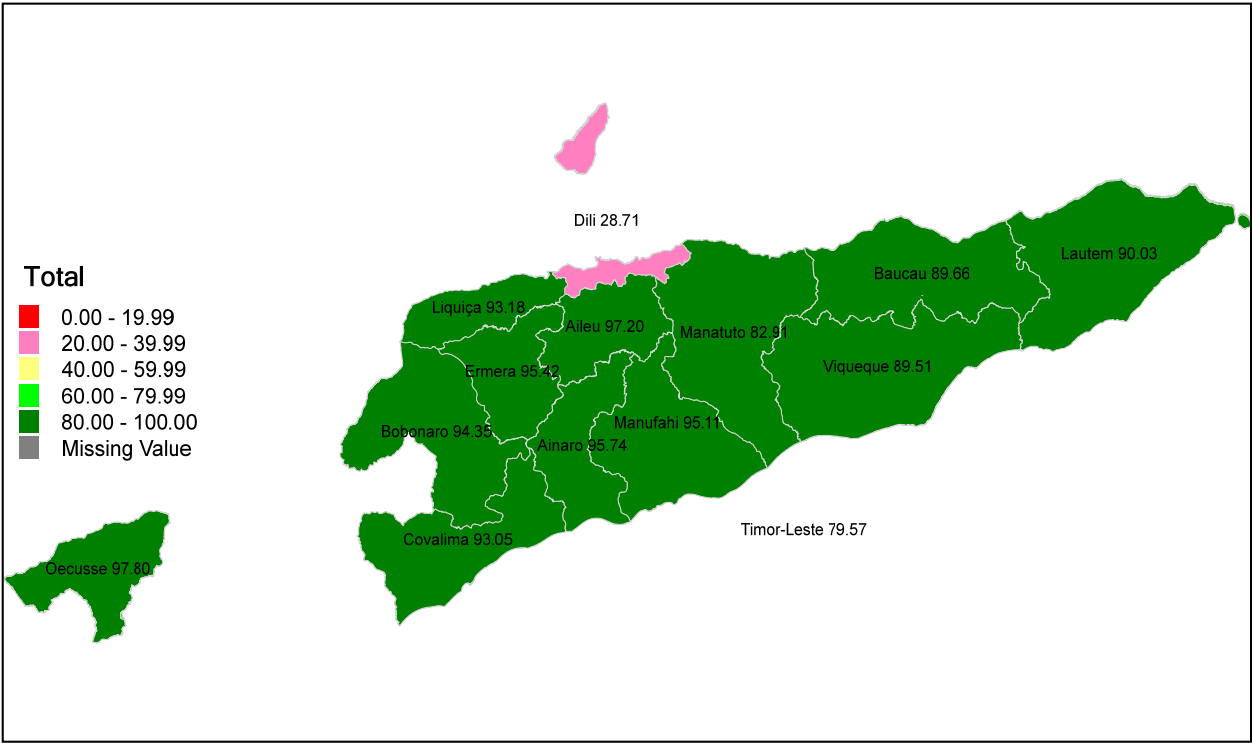 Dili 28.71
Lautem 90.03
Baucau 89.66
Total
Liquiça 93.18
0.00 - 19.99
Aileu 97.20
Manatuto 82.91
20.00 - 39.99
Viqueque 89.51
40.00 - 59.99
Ermera 95.42
60.00 - 79.99
80.00 - 100.00
Manufahi 95.11
Bobonaro 94.35
Ainaro 95.74
Missing Value
Timor-Leste 79.57
Covalima 93.05
Oecusse 97.80